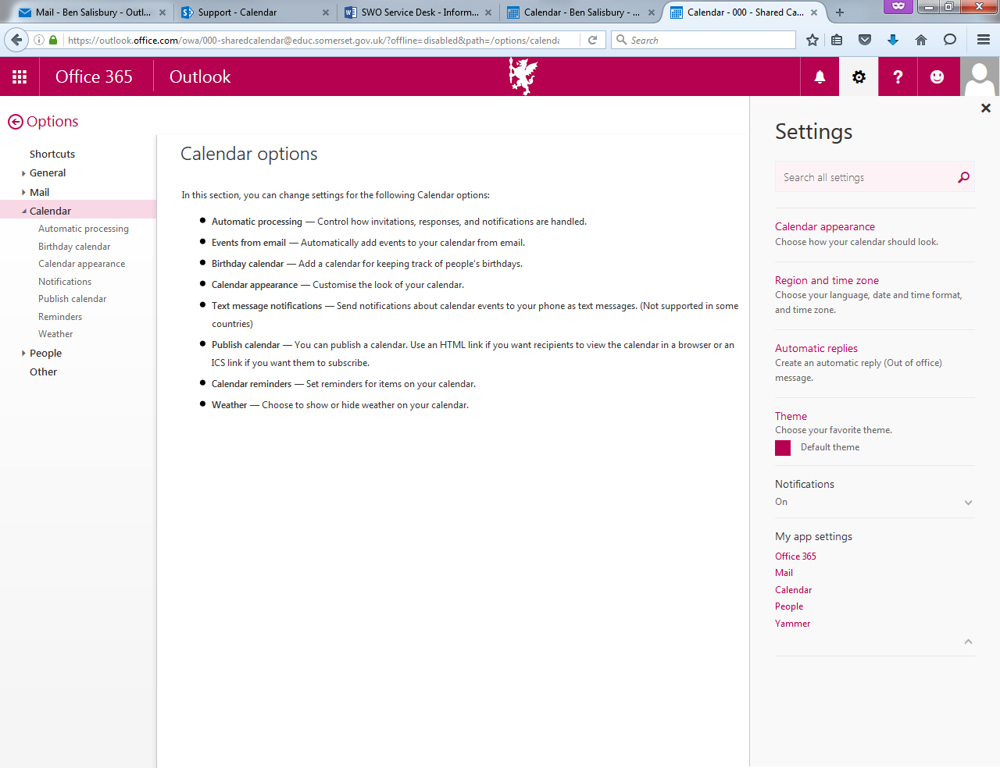 Mail - Ben Salisbury - Outl...
Support - Calendar
SWO Service Desk - Inform...
Calendar - Ben Salisbury - ...
Calendar - 000 - Shared Ca...
https://outlook.office.com/owa/000-sharedcalendar@educ.somerset.gov.uk/?offline=disabled&path=/options/calenda
Search
Office 365
Outlook
Options
Shortcuts
General
Mail
Calendar
Automatic processing
Birthday calendar
Calendar appearance
Notifications
Publish calendar
Reminders
Weather
People
Other
Calendar options
In this section, you can change settings for the following Calendar options:
Automatic processing — Control how invitations, responses, and notifications are handled.
Events from email — Automatically add events to your calendar from email.
Birthday calendar — Add a calendar for keeping track of people's birthdays.
Calendar appearance — Customise the look of your calendar.
Text message notifications — Send notifications about calendar events to your phone as text messages. (Not supported in some
countries)
Publish calendar — You can publish a calendar. Use an HTML link if you want recipients to view the calendar in a browser or an
ICS link if you want them to subscribe.
Calendar reminders — Set reminders for items on your calendar.
Weather — Choose to show or hide weather on your calendar.
Settings
Search all settings
Calendar appearance
Choose how your calendar should look.
Region and time zone
Choose your language, date and time format,
and time zone.
Automatic replies
Create an automatic reply (Out of office)
message.
Theme
Choose your favorite theme.
Default theme
Notifications
On
My app settings
Office 365
Mail
Calendar
People
Yammer